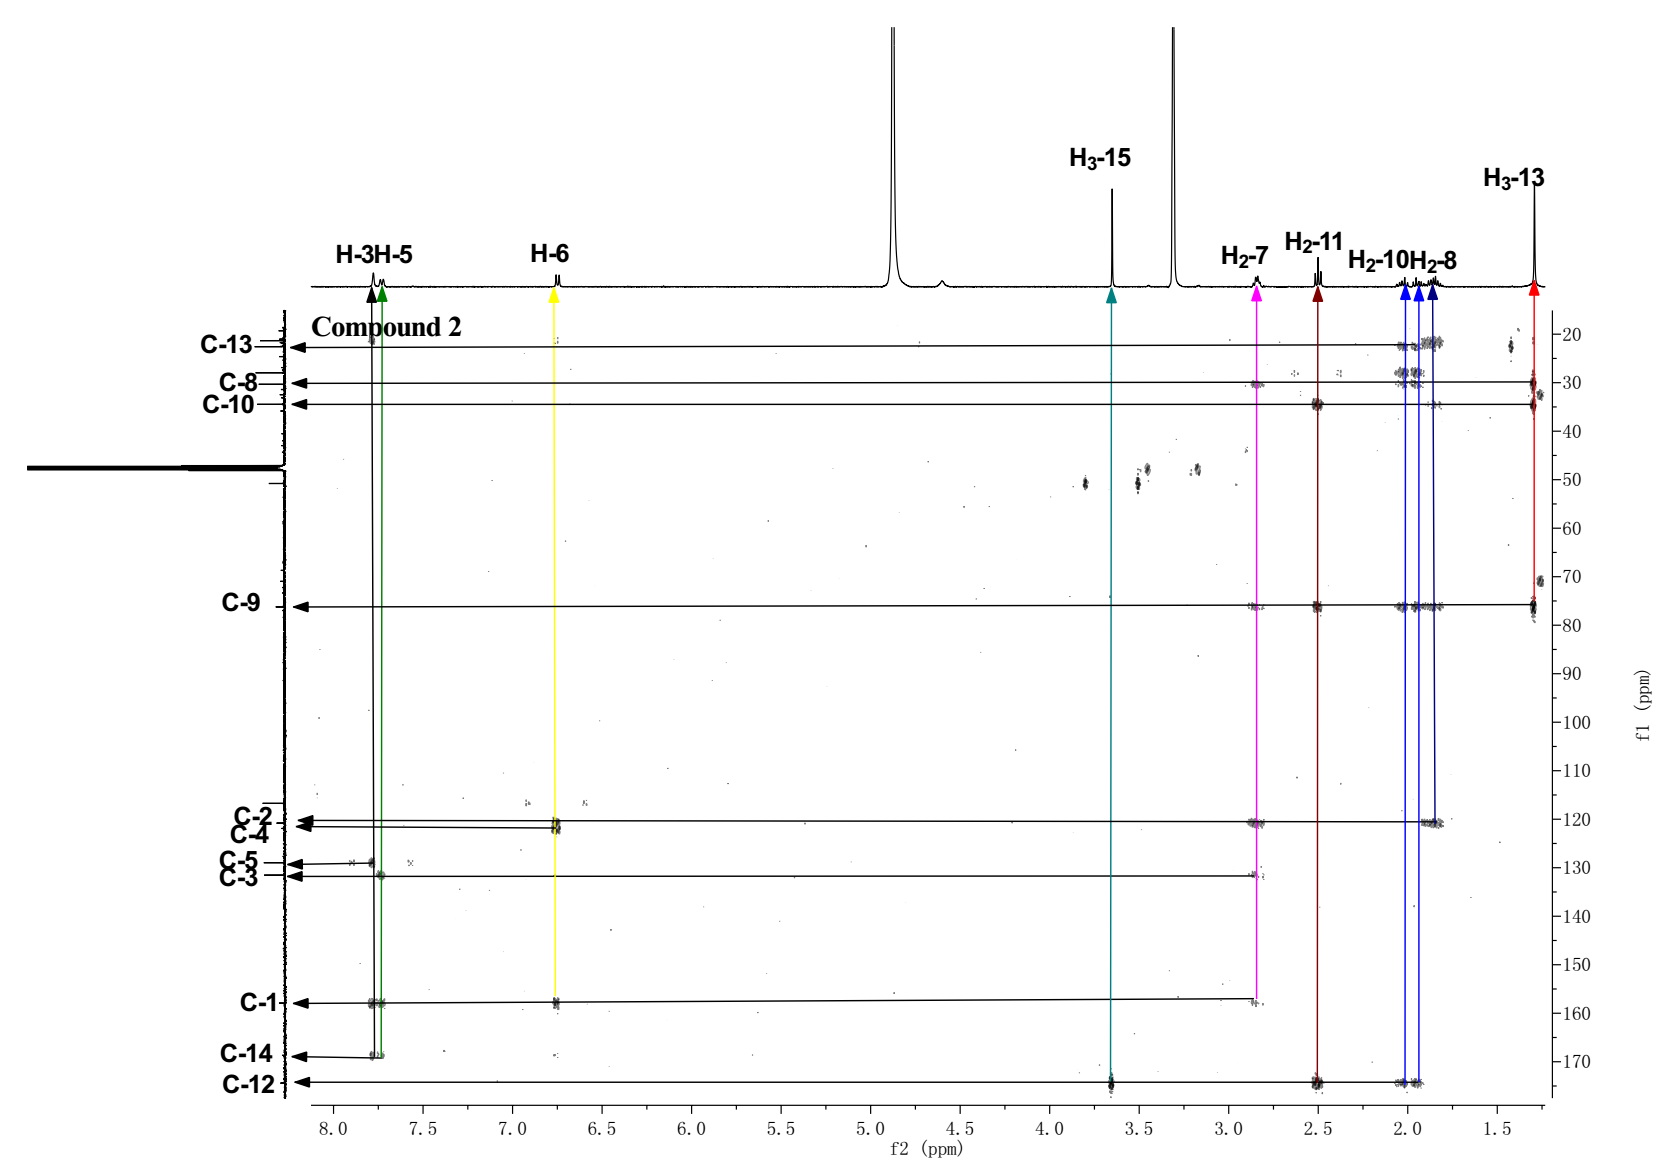 H₃-15
H₃-13
H-3H-5
H-6
H₂-7
H₂-11
H₂-10H₂-8
Compound 2
C-13
C-8
C-10
C-9
C-2
C-4
C-5
C-3
C-1
C-14
C-12
20
30
40
50
60
70
80
90
100
110
120
130
140
150
160
170
f1 (ppm)
8.0 7.5 7.0 6.5 6.0 5.5 5.0 4.5 4.0 3.5 3.0 2.5 2.0 1.5
f2 (ppm)